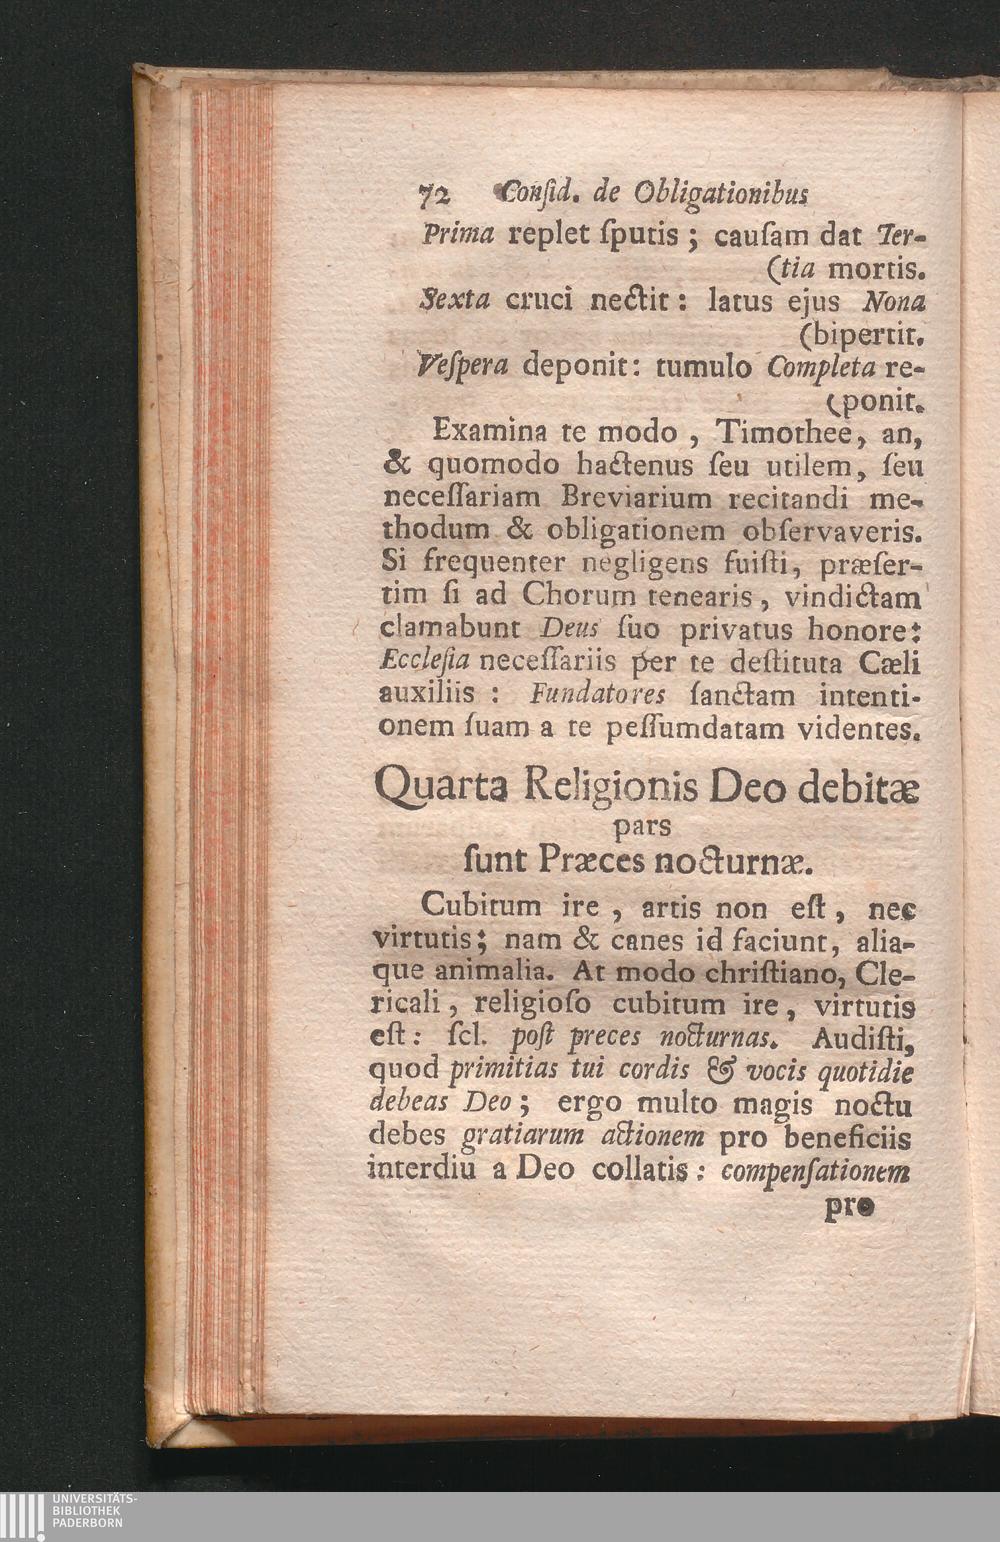 72 Conſid. de Obligationibus
Prima replet ſputis ; cauſam dat Ter-
(tia mortis.
Sexta cruci nectit : latus ejus Nona
(bipertit.
Veſpera deponit: tumulo Completa re-
(ponit.
Examina te modo , Timothee, an,
& quomodo hactenus ſeu utilem, ſeu
neceſſariam Breviarium recitandi me-
thodum & obligationem obſervaveris.
Si frequenter negligens fuiſti, præſer-
tim ſi ad Chorum tenearis, vindictam
clamabunt Deus ſuo privatus honore:
Eccleſia neceſſariis per te deſtituta Cæli
auxiliis : Fundatores ſanctam intenti-
onem ſuam a te peſſumdatam videntes.
Quarta Religionis Deo debitæ
pars
ſunt Præces nocturnæ.
Cubitum ire , artis non eſt, nec
virtutis; nam & canes id faciunt, alia-
que animalia. At modo chriſtiano, Cle-
ricali, religioſo cubitum ire, virtutis
eſt: ſcl. poſt preces nocturnas. Audiſti,
quod primitias tui cordis & vocis quotidie
debeas Deo; ergo multo magis noctu
debes gratiarum actionem pro beneficiis
interdiu a Deo collatis: compenſationem
pro
UNIVERSITÄTS-
BIBLIOTHEK
PADERBORN